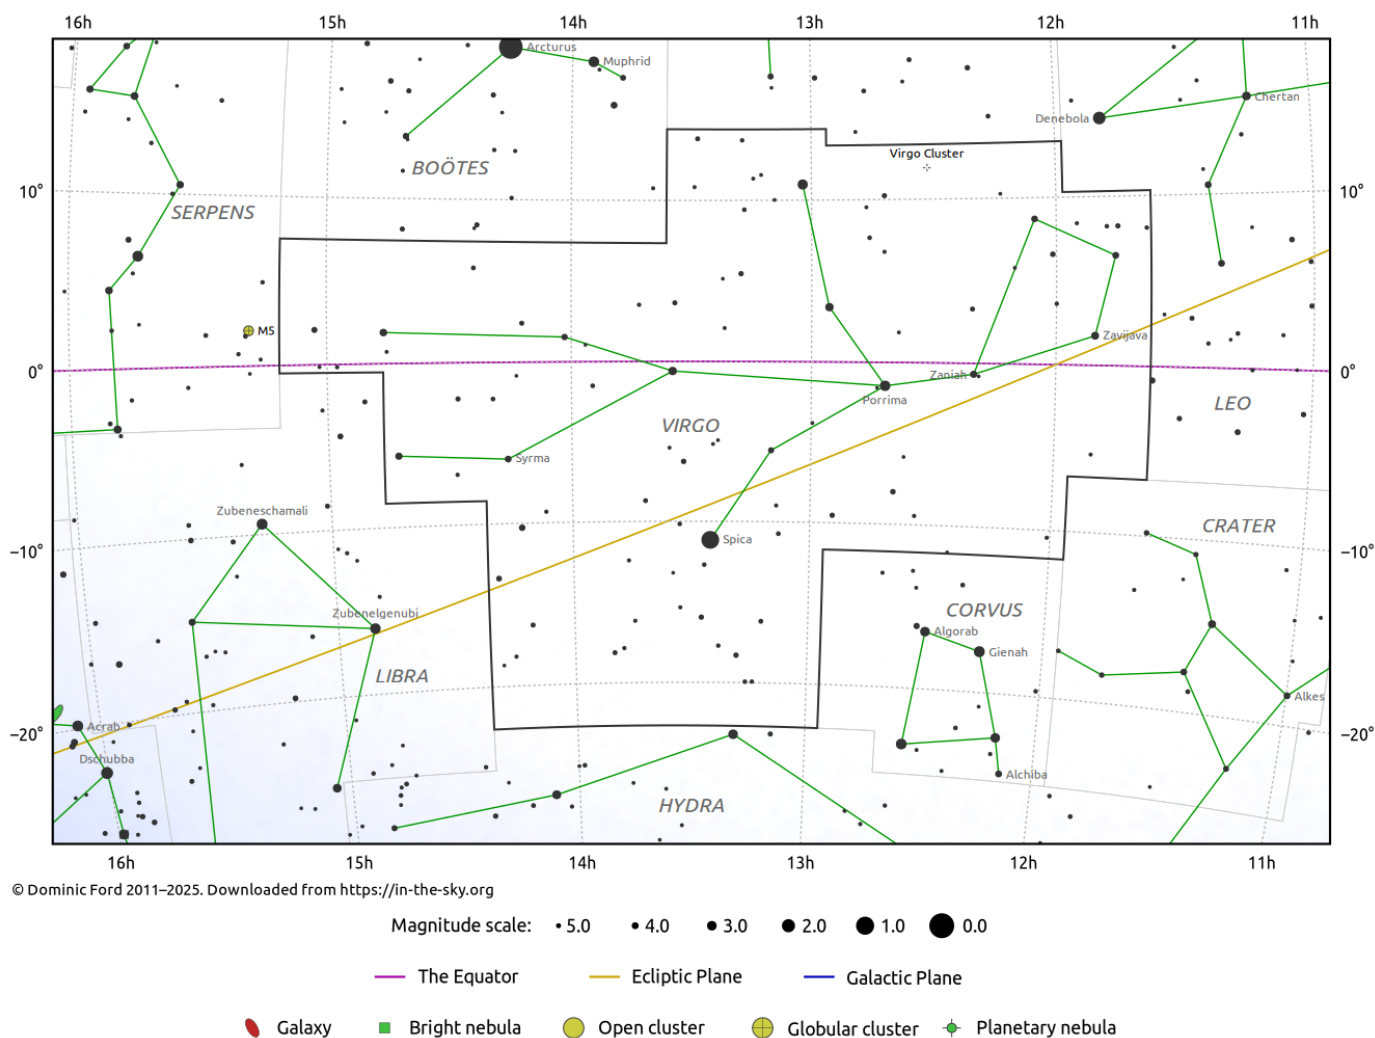 16h 15h 14h 13h 12h 11h
Arcturus
Muphrid
Chertan
Denebola
Virgo Cluster
BOÖTES
10° 10°
SERPENS
M5
Zavijava
0° 0°
Zaniah
Porrima
LEO
VIRGO
Syrma
Zubeneschamali
CRATER
Spica
−10° −10°
CORVUS
Zubenelgenubi
Algorab
Gienah
LIBRA
Alkes
Acrab
−20° −20°
Dschubba
Alchiba
HYDRA
16h 15h 14h 13h 12h 11h
© Dominic Ford 2011–2025. Downloaded from https://in-the-sky.org
Magnitude scale: 5.0 4.0 3.0 2.0 1.0 0.0
The Equator Ecliptic Plane Galactic Plane
Galaxy Bright nebula Open cluster Globular cluster Planetary nebula